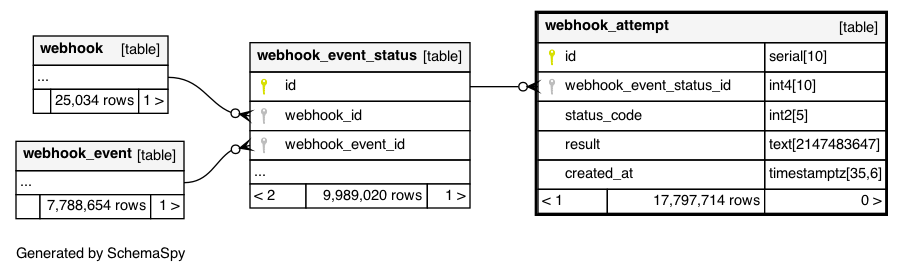 webhook [table]
...
25,034 rows 1 >
webhook_event [table]
...
7,788,654 rows 1 >
webhook_event_status [table]
id
webhook_id
webhook_event_id
...
< 2 9,989,020 rows 1 >
webhook_attempt [table]
id serial[10]
webhook_event_status_id int4[10]
status_code int2[5]
result text[2147483647]
created_at timestamptz[35,6]
< 1 17,797,714 rows 0 >
Generated by SchemaSpy